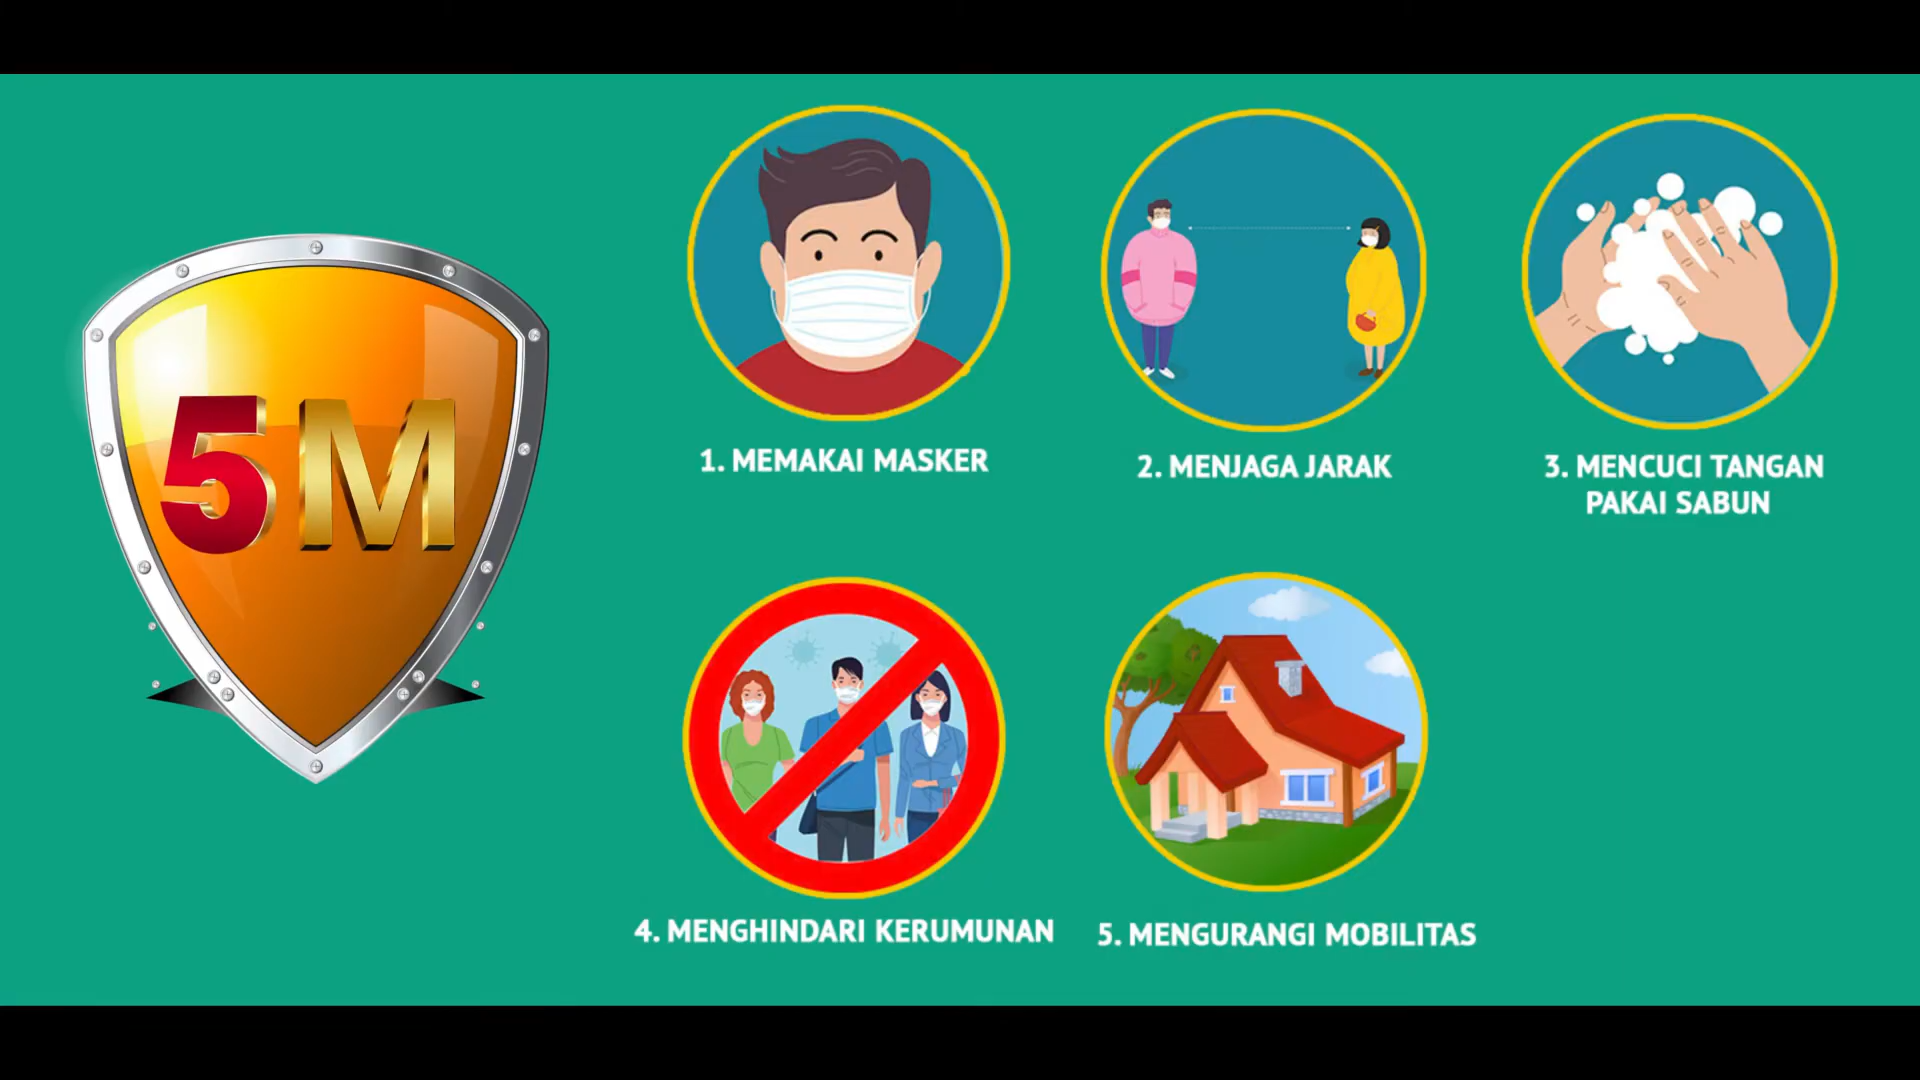 5M
1. MEMAKAI MASKER
2. MENJAGA JARAK
3. MENCUCI TANGAN
PAKAI SABUN
4. MENGHINDARI KERUMUNAN
5. MENGURANGI MOBILITAS